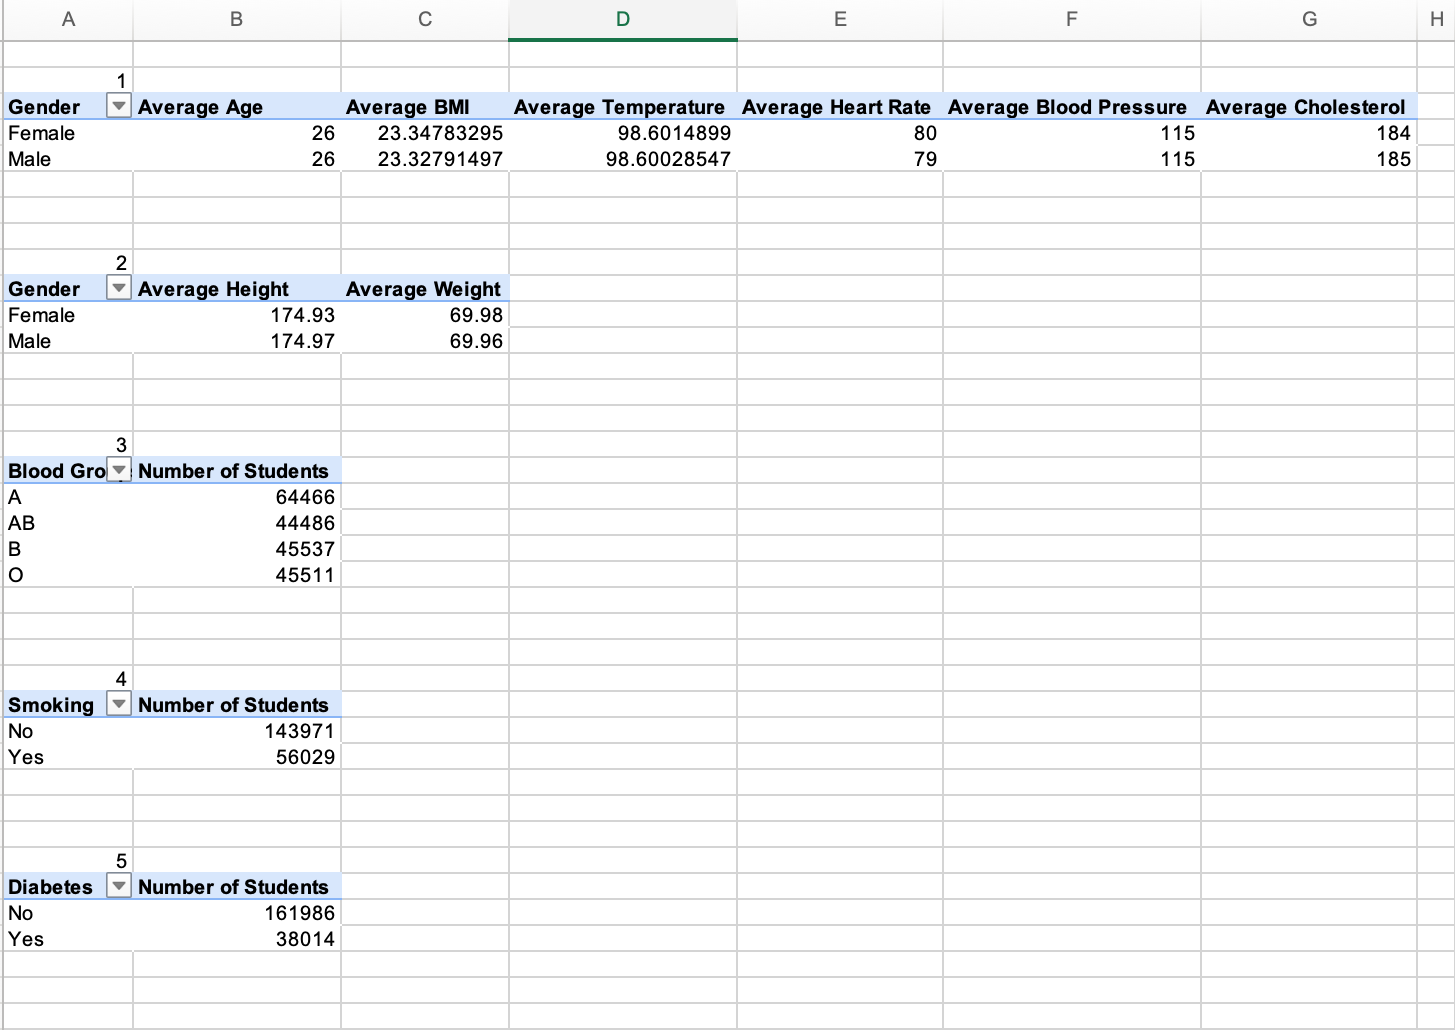 A B C D E F G H
1
Gender Average Age Average BMI Average Temperature Average Heart Rate Average Blood Pressure Average Cholesterol
Female 26 23.34783295 98.6014899 80 115 184
Male 26 23.32791497 98.60028547 79 115 185
2
Gender Average Height Average Weight
Female 174.93 69.98
Male 174.97 69.96
3
Blood Gro Number of Students
A 64466
AB 44486
B 45537
O 45511
4
Smoking Number of Students
No 143971
Yes 56029
5
Diabetes Number of Students
No 161986
Yes 38014